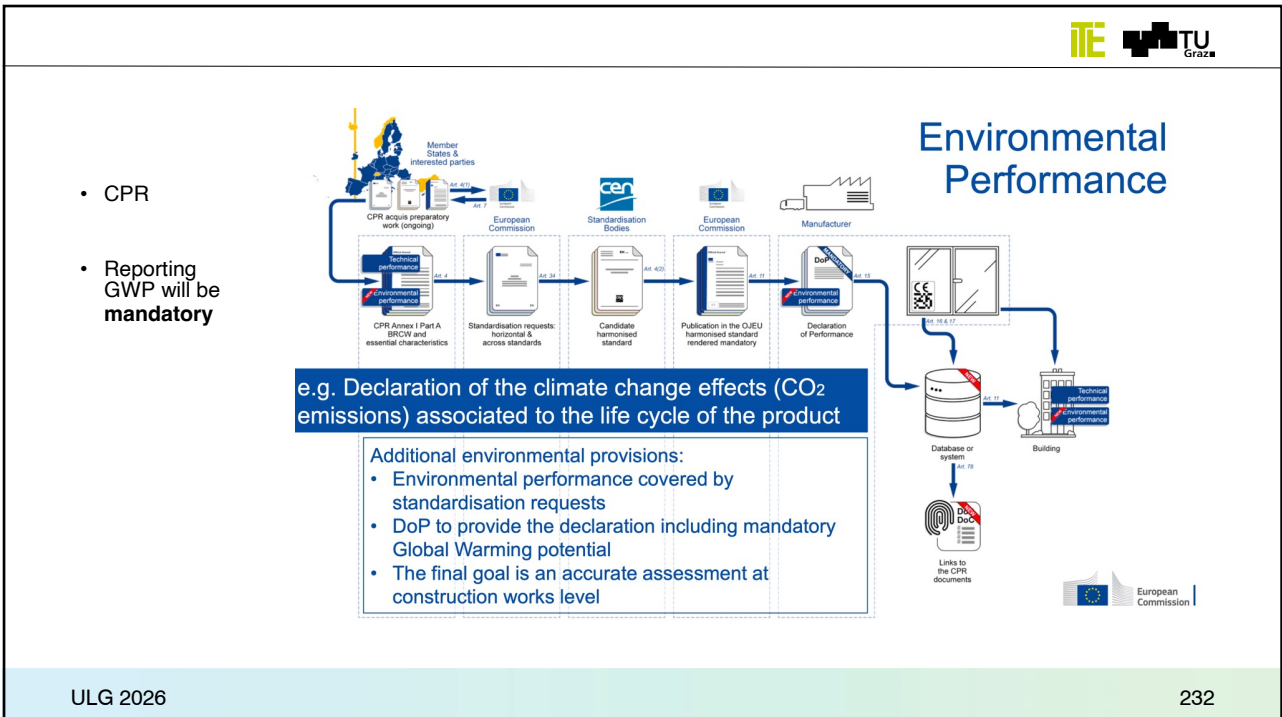 iTE TU
Graz
• CPR
• Reporting
GWP will be
mandatory
Environmental
Performance
Member
States &
interested parties
Art. 4(1)
Art. 7
CPR acquis preparatory
work (ongoing)
European
Commission
cen
Standardisation
Bodies
European
Commission
Manufacturer
Technical
performance
Environmental
performance
Art. 4
CPR Annex I Part A
BRCW and
essential characteristics
Art. 34
Standardisation requests:
horizontal &
across standards
Art. 4(2)
Candidate
harmonised
standard
Art. 11
Publication in the OJEU
harmonised standard
rendered mandatory
DoP
MANDATORY
Environmental
performance
Art. 15
Declaration
of Performance
CE
Art. 16 & 17
e.g. Declaration of the climate change effects (CO2
emissions) associated to the life cycle of the product
Additional environmental provisions:
• Environmental performance covered by
standardisation requests
• DoP to provide the declaration including mandatory
Global Warming potential
• The final goal is an accurate assessment at
construction works level
NEW
Database or
system
Art. 11
Technical
performance
Environmental
performance
Building
Art. 78
DoC
NEW
Links to
the CPR
documents
European
Commission
ULG 2026
232